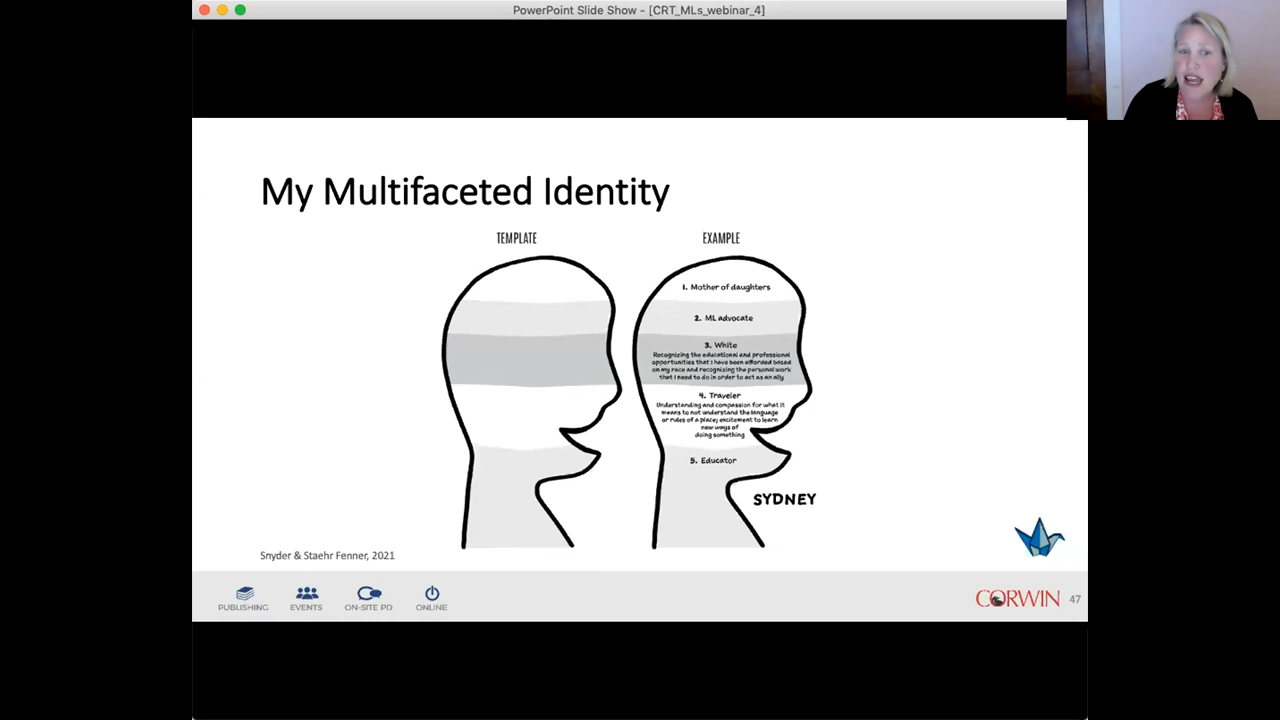 PowerPoint Slide Show - [CRT_MLs_webinar_4]
My Multifaceted Identity
TEMPLATE
EXAMPLE
1. Mother of daughters
2. ML advocate
3. White
Recognizing the educational and professional
opportunities that I have been afforded based
on my race and recognizing the personal work
that I need to do in order to act as an ally
4. Traveler
Understanding and compassion for what it
means to not understand the language
or rules of a place; excitement to learn
new ways of
doing something
5. Educator
SYDNEY
Snyder & Staehr Fenner, 2021
PUBLISHING
EVENTS
ON-SITE PD
ONLINE
CORWIN
47